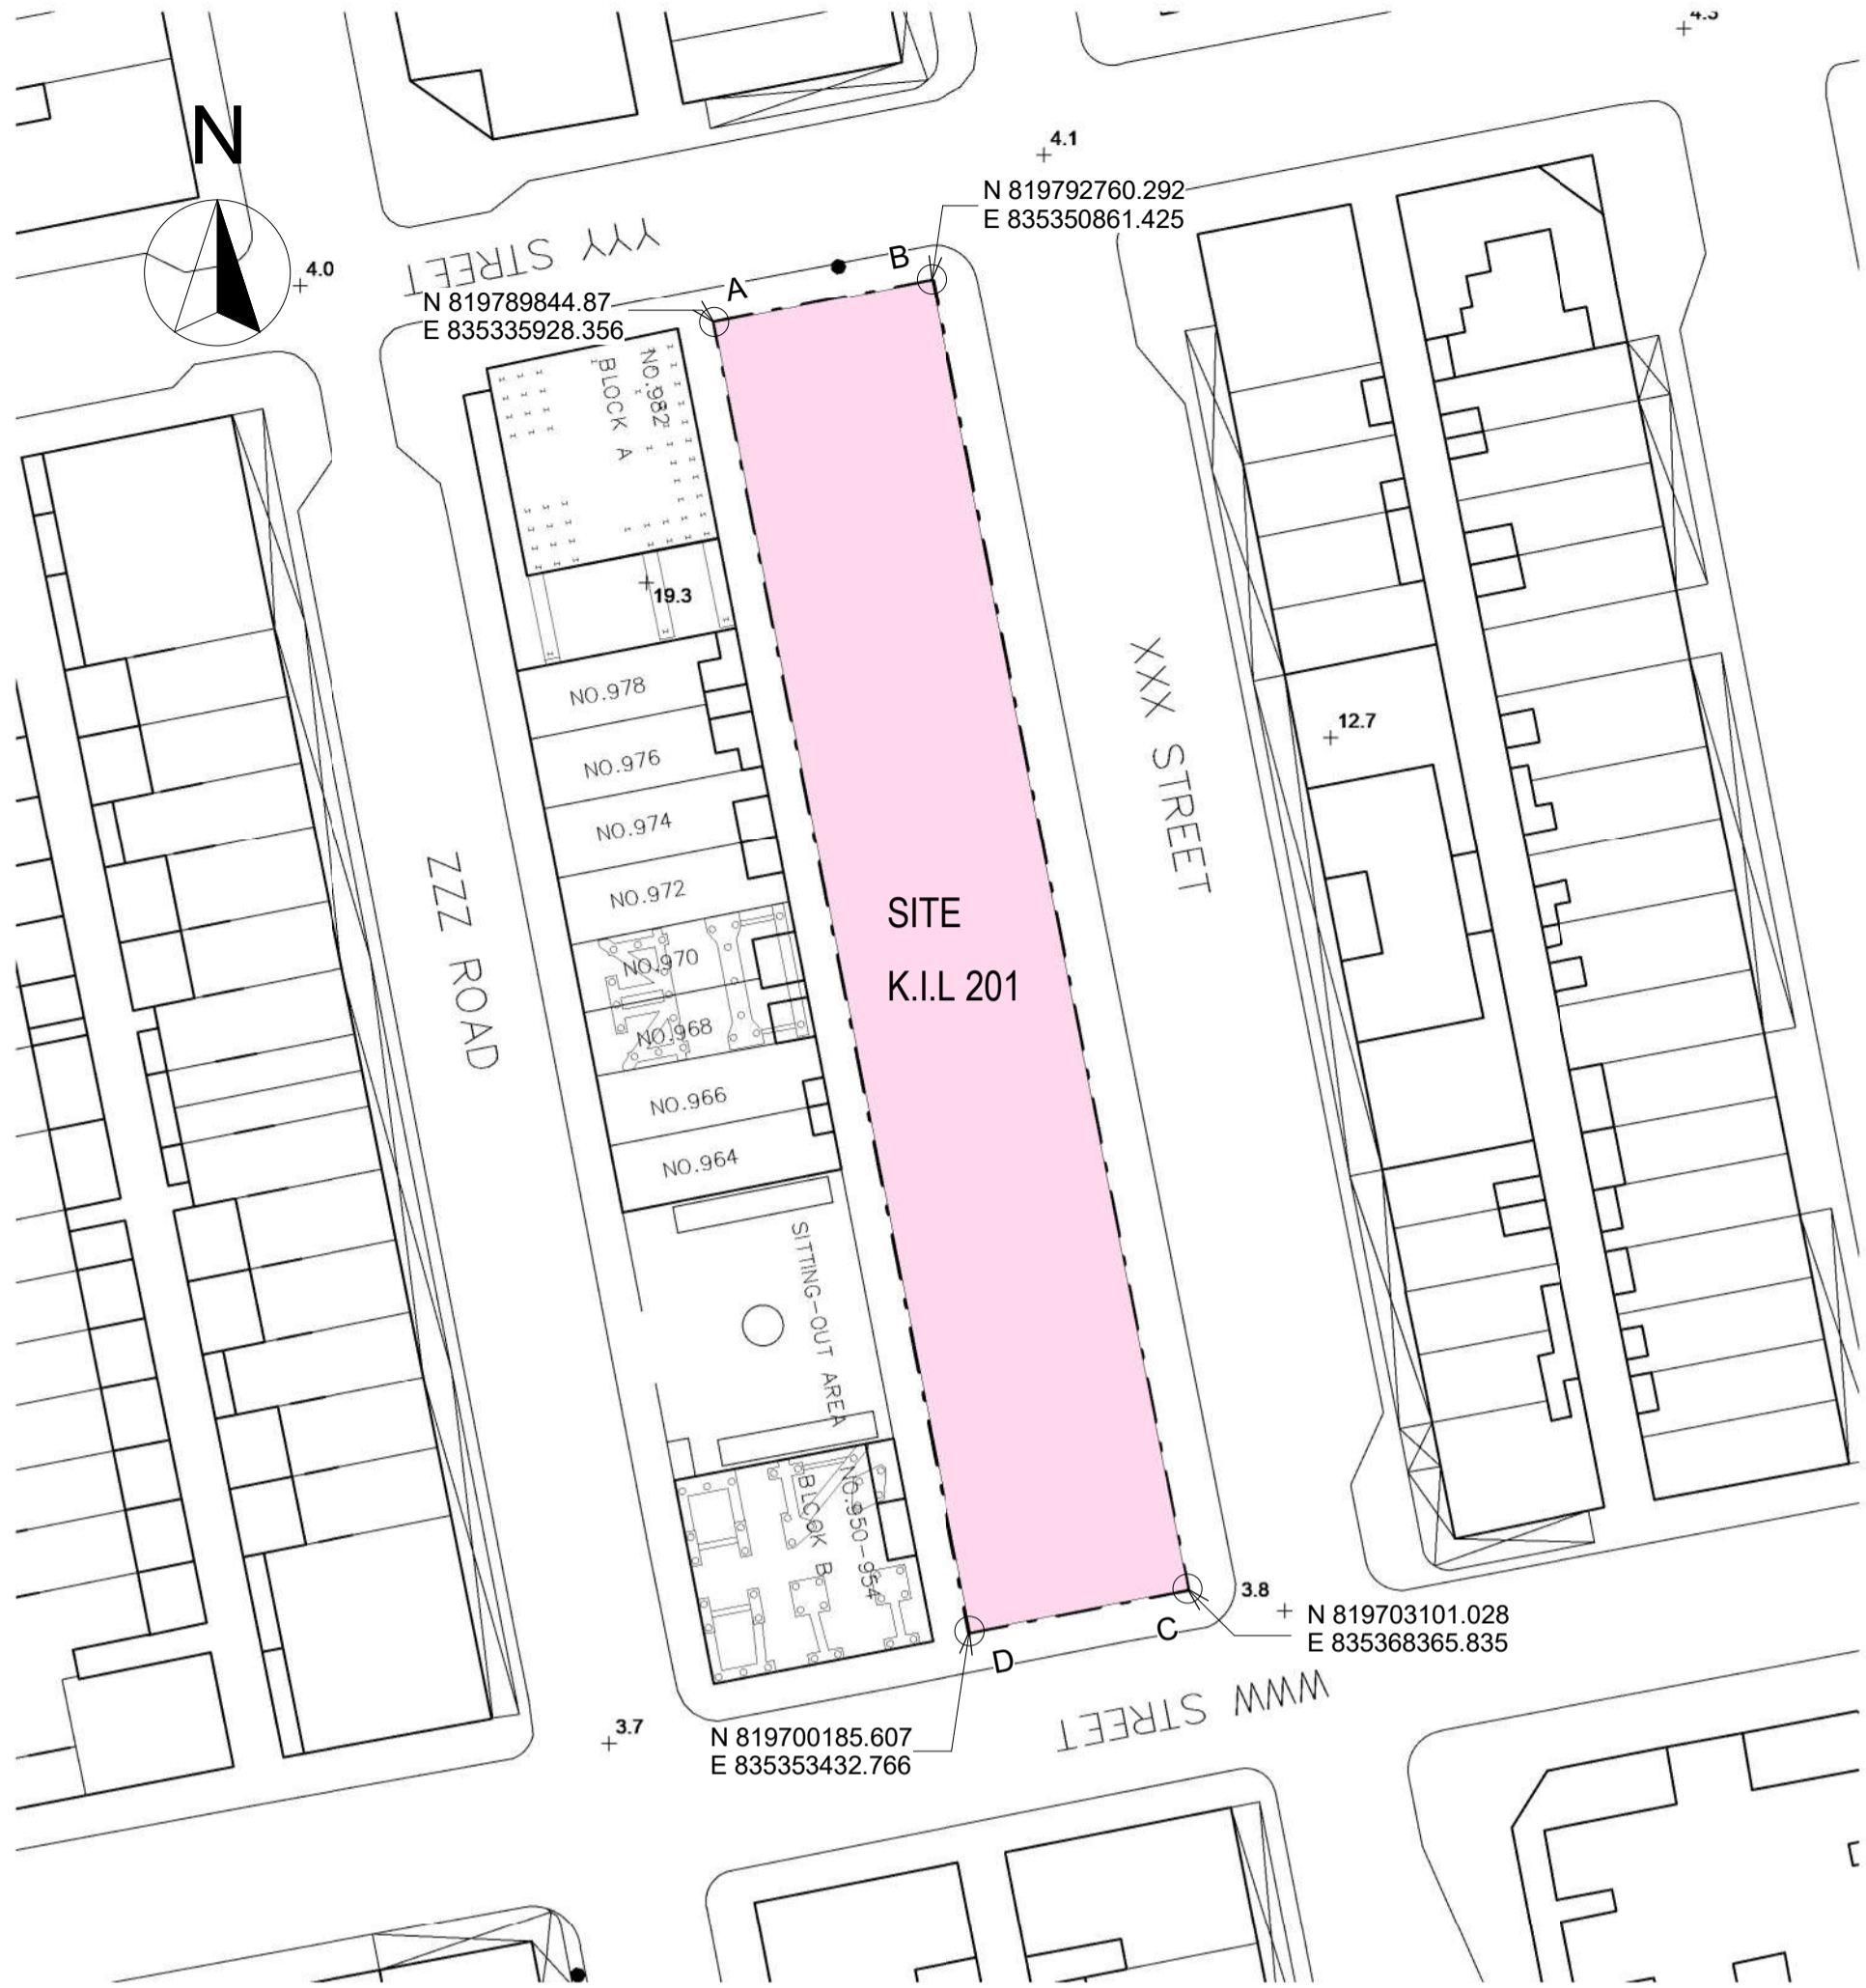 4.3
N
4.1
N 819792760.292
E 835350861.425
4.0
YYY STREET
A
B
N 819789844.87
E 835335928.356
NO.982
BLOCK A
19.3
NO.978
NO.976
NO.974
NO.972
NO.970
NO.968
NO.966
NO.964
ZZZ ROAD
XXX STREET
12.7
SITE
K.I.L 201
SITTING-OUT AREA
NO.950-954
BLCOK B
3.8
N 819703101.028
E 835368365.835
C
D
WWW STREET
3.7
N 819700185.607
E 835353432.766